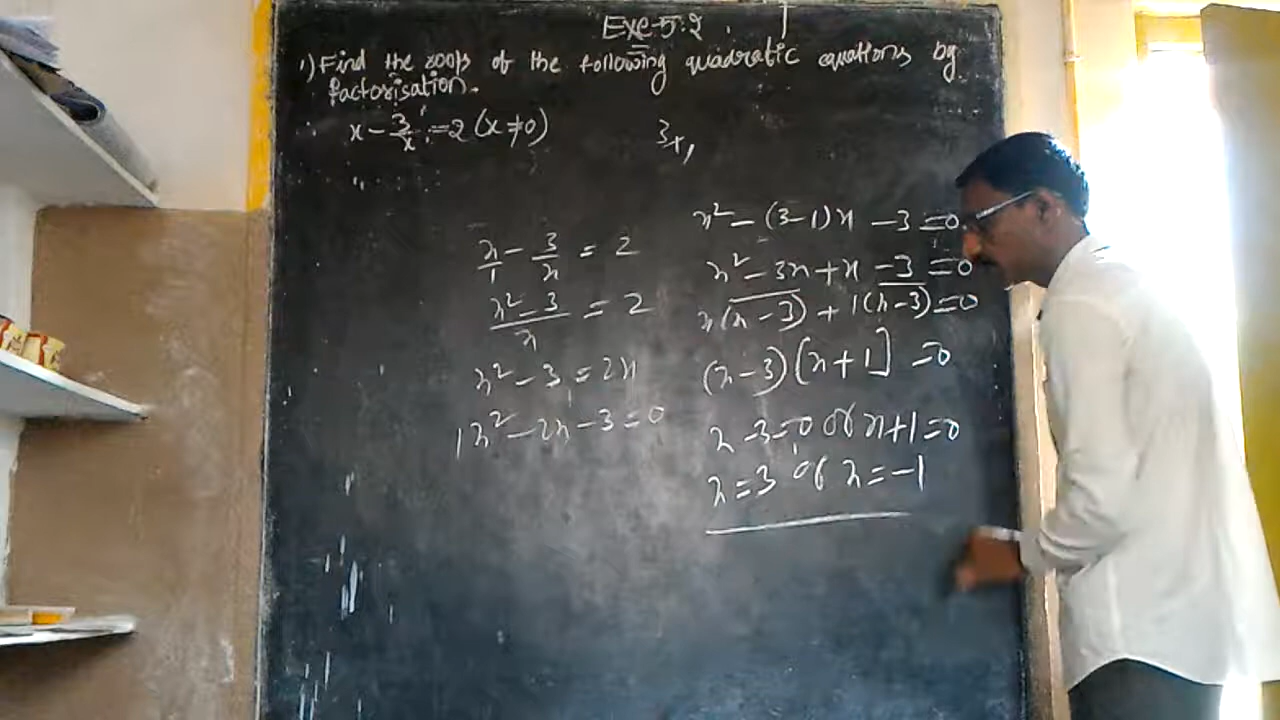 Exe-5.2
1) Find the roots of the following quadratic equations by
factorisation.
x - 3/x = 2 (x ≠ 0)
3x,
x/1 - 3/x = 2
(x² - 3)/x = 2
x² - 3 = 2x
1x² - 2x - 3 = 0
x² - (3-1)x - 3 = 0
x² - 3x + x - 3 = 0
x(x - 3) + 1(x - 3) = 0
(x - 3)[x + 1] = 0
x - 3 = 0 or x + 1 = 0
x = 3 or x = -1